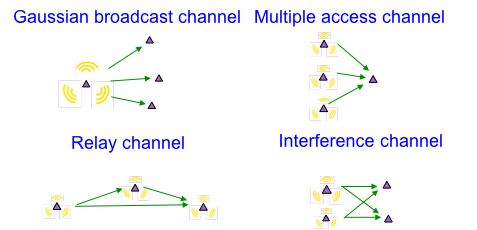 Gaussian broadcast channel
Multiple access channel
Relay channel
Interference channel